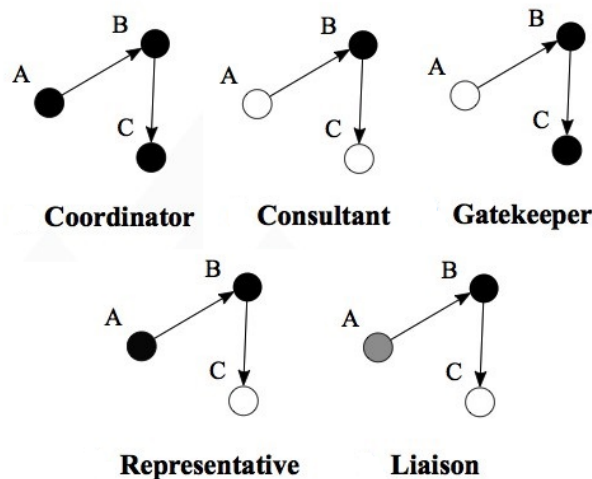 B B B
A A A
C C C
Coordinator Consultant Gatekeeper
B B
A A
C C
Representative Liaison